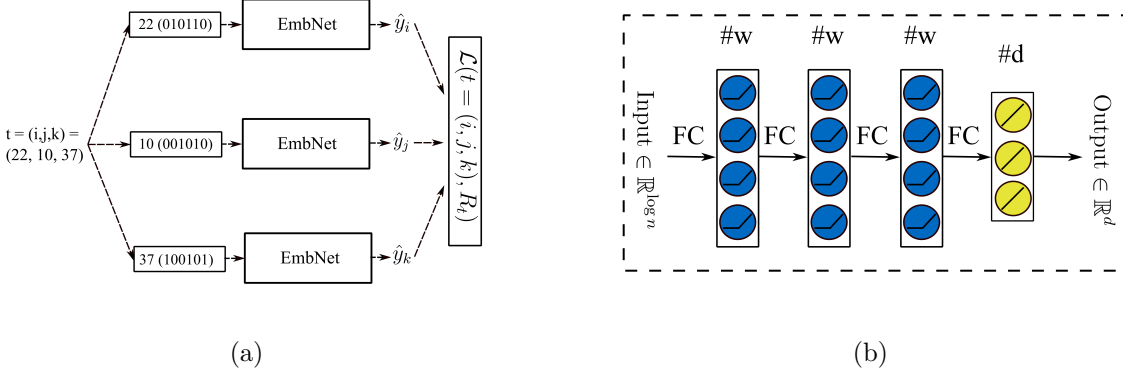 22 (010110)
EmbNet
ŷ_i
t = (i,j,k) =
(22, 10, 37)
10 (001010)
EmbNet
ŷ_j
37 (100101)
EmbNet
ŷ_k
ℒ(t = (i, j, k), R_t)
(a)
#w
#w
#w
#d
Input ∈ ℝ^{log n}
FC
FC
FC
FC
Output ∈ ℝ^d
(b)